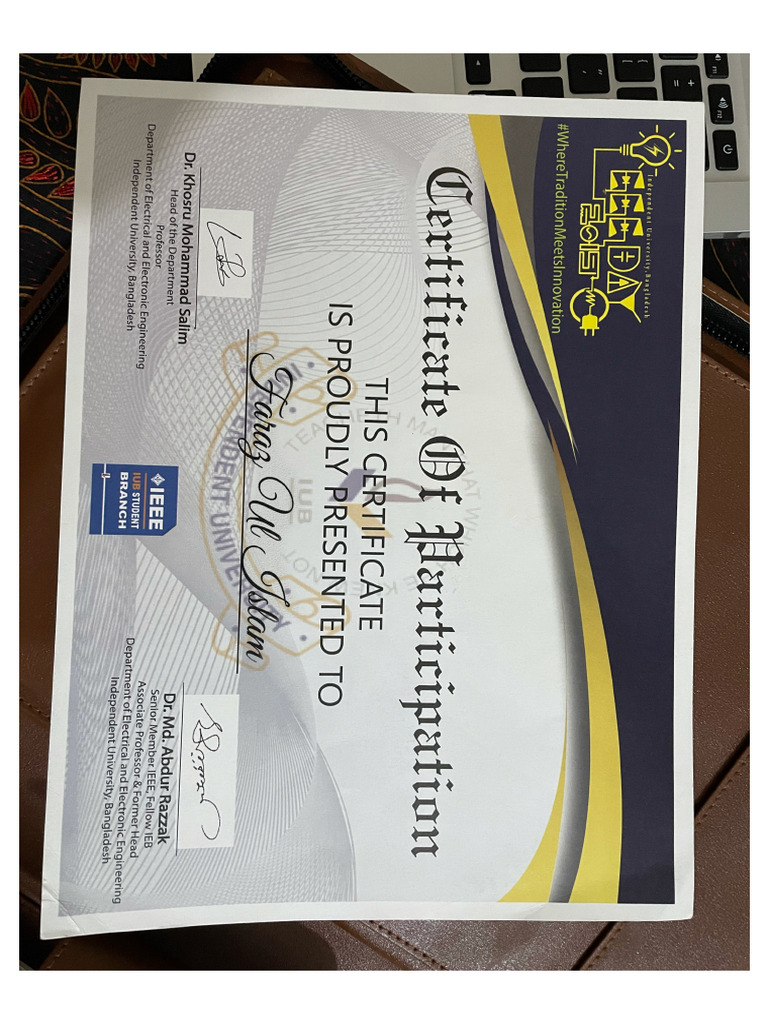 Independent University, Bangladesh
EEE DAY
#WhereTraditionMeetsInnovation
Certificate Of Participation
THIS CERTIFICATE
IS PROUDLY PRESENTED TO
Faraz Ul Islam
IUB
INDEPENDENT UNIVERSITY
Dr. Khosru Mohammad Salim
Head of the Department
Professor
Department of Electrical and Electronic Engineering
Independent University, Bangladesh
IEEE
IUB STUDENT
BRANCH
Dr. Md. Abdur Razzak
Senior Member IEEE, Fellow IEB
Associate Professor & Former Head
Department of Electrical and Electronic Engineering
Independent University, Bangladesh